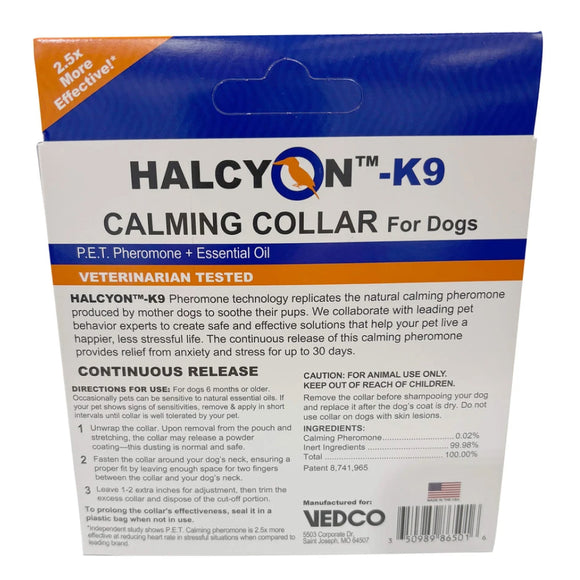 2.5x
More
Effective!*
HALCYON™-K9
CALMING COLLAR For Dogs
P.E.T. Pheromone + Essential Oil
VETERINARIAN TESTED
HALCYON™-K9 Pheromone technology replicates the natural calming pheromone
produced by mother dogs to soothe their pups. We collaborate with leading pet
behavior experts to create safe and effective solutions that help your pet live a
happier, less stressful life. The continuous release of this calming pheromone
provides relief from anxiety and stress for up to 30 days.
CONTINUOUS RELEASE
DIRECTIONS FOR USE: For dogs 6 months or older.
Occasionally pets can be sensitive to natural essential oils. If
your pet shows signs of sensitivities, remove & apply in short
intervals until collar is well tolerated by your pet.
1 Unwrap the collar. Upon removal from the pouch and
stretching, the collar may release a powder
coating—this dusting is normal and safe.
2 Fasten the collar around your dog's neck, ensuring a
proper fit by leaving enough space for two fingers
between the collar and your dog's neck.
3 Leave 1-2 extra inches for adjustment, then trim the
excess collar and dispose of the cut-off portion.
To prolong the collar's effectiveness, seal it in a
plastic bag when not in use.
*Independent study shows P.E.T. Calming pheromone is 2.5x more
effective at reducing heart rate in stressful situations when compared to
leading brand.
CAUTION: FOR ANIMAL USE ONLY.
KEEP OUT OF REACH OF CHILDREN.
Remove the collar before shampooing your dog
and replace it after the dog's coat is dry. Do not
use collar on dogs with skin lesions.
INGREDIENTS:
Calming Pheromone 0.02%
Inert Ingredients 99.98%
Total 100.00%
Patent 8,741,965
MADE IN THE USA
Manufactured for:
VEDCO
5503 Corporate Dr,
Saint Joseph, MO 64507
3 50989 86501 6